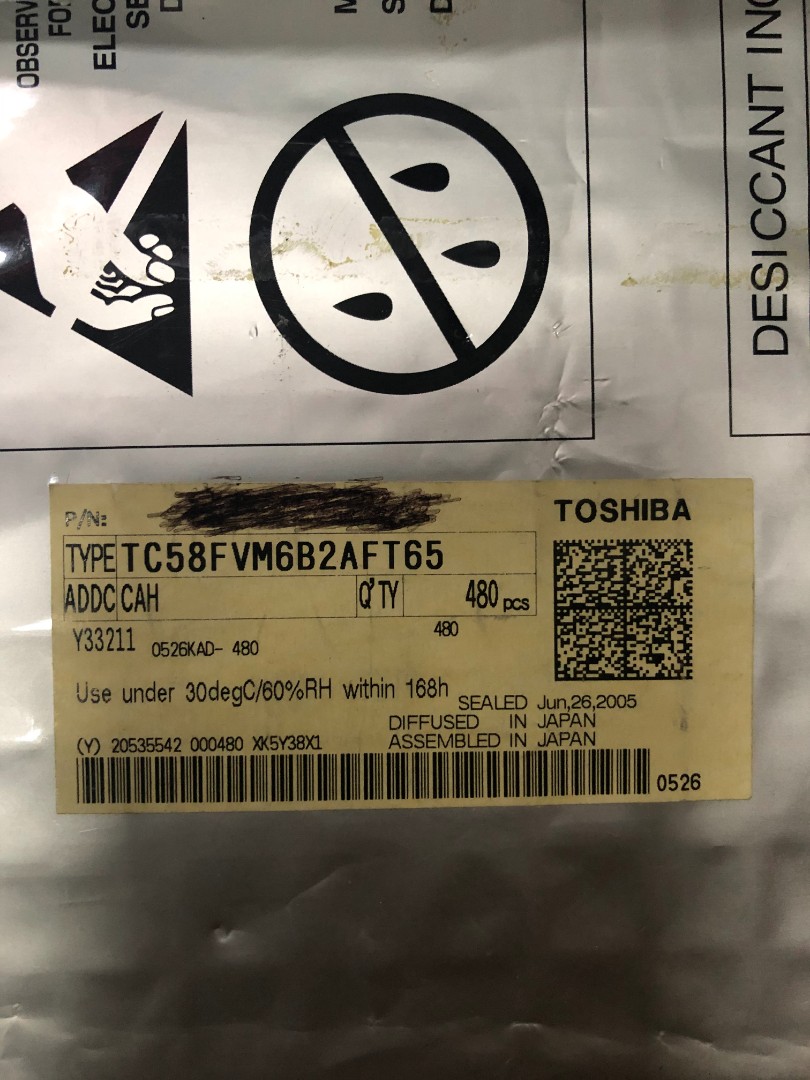 OBSERV
ELEC
DESICCANT
P/N:
TOSHIBA
TYPE TC58FVM6B2AFT65
ADDC CAH Q'TY 480 pcs
480
Y33211 0526KAD- 480
Use under 30degC/60%RH within 168h
SEALED Jun,26,2005
DIFFUSED IN JAPAN
ASSEMBLED IN JAPAN
(Y) 20535542 000480 XK5Y38X1
0526